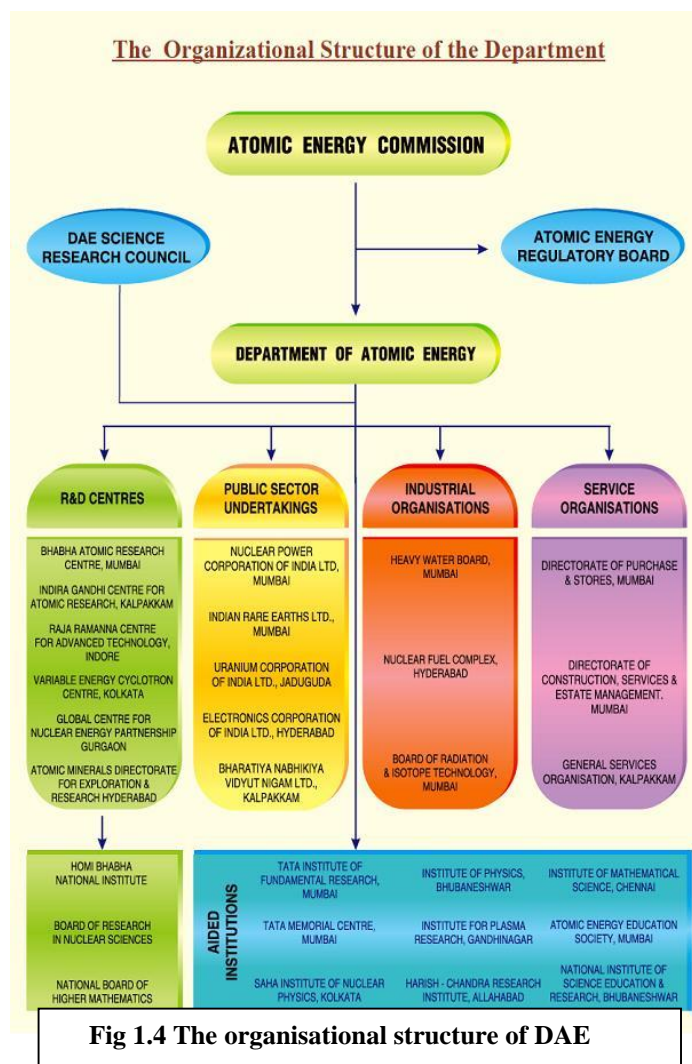 The Organizational Structure of the Department
ATOMIC ENERGY COMMISSION
DAE SCIENCE
RESEARCH COUNCIL
ATOMIC ENERGY
REGULATORY BOARD
DEPARTMENT OF ATOMIC ENERGY
R&D CENTRES
BHABHA ATOMIC RESEARCH
CENTRE, MUMBAI
INDIRA GANDHI CENTRE FOR
ATOMIC RESEARCH, KALPAKKAM
RAJA RAMANNA CENTRE
FOR ADVANCED TECHNOLOGY,
INDORE
VARIABLE ENERGY CYCLOTRON
CENTRE, KOLKATA
GLOBAL CENTRE FOR
NUCLEAR ENERGY PARTNERSHIP
GURGAON
ATOMIC MINERALS DIRECTORATE
FOR EXPLORATION &
RESEARCH HYDERABAD
PUBLIC SECTOR
UNDERTAKINGS
NUCLEAR POWER
CORPORATION OF INDIA LTD,
MUMBAI
INDIAN RARE EARTHS LTD.,
MUMBAI
URANIUM CORPORATION
OF INDIA LTD., JADUGUDA
ELECTRONICS CORPORATION
OF INDIA LTD., HYDERABAD
BHARATIYA NABHIKIYA
VIDYUT NIGAM LTD.,
KALPAKKAM
INDUSTRIAL
ORGANISATIONS
HEAVY WATER BOARD,
MUMBAI
NUCLEAR FUEL COMPLEX,
HYDERABAD
BOARD OF RADIATION
& ISOTOPE TECHNOLOGY,
MUMBAI
SERVICE
ORGANISATIONS
DIRECTORATE OF PURCHASE
& STORES, MUMBAI
DIRECTORATE OF
CONSTRUCTION, SERVICES &
ESTATE MANAGEMENT.
MUMBAI
GENERAL SERVICES
ORGANISATION, KALPAKKAM
HOMI BHABHA
NATIONAL INSTITUTE
BOARD OF RESEARCH
IN NUCLEAR SCIENCES
NATIONAL BOARD OF
HIGHER MATHEMATICS
AIDED
INSTITUTIONS
TATA INSTITUTE OF
FUNDAMENTAL RESEARCH,
MUMBAI
TATA MEMORIAL CENTRE,
MUMBAI
SAHA INSTITUTE OF NUCLEAR
PHYSICS, KOLKATA
INSTITUTE OF PHYSICS,
BHUBANESHWAR
INSTITUTE FOR PLASMA
RESEARCH, GANDHINAGAR
HARISH - CHANDRA RESEARCH
INSTITUTE, ALLAHABAD
INSTITUTE OF MATHEMATICAL
SCIENCE, CHENNAI
ATOMIC ENERGY EDUCATION
SOCIETY, MUMBAI
NATIONAL INSTITUTE OF
SCIENCE EDUCATION &
RESEARCH, BHUBANESHWAR
Fig 1.4 The organisational structure of DAE